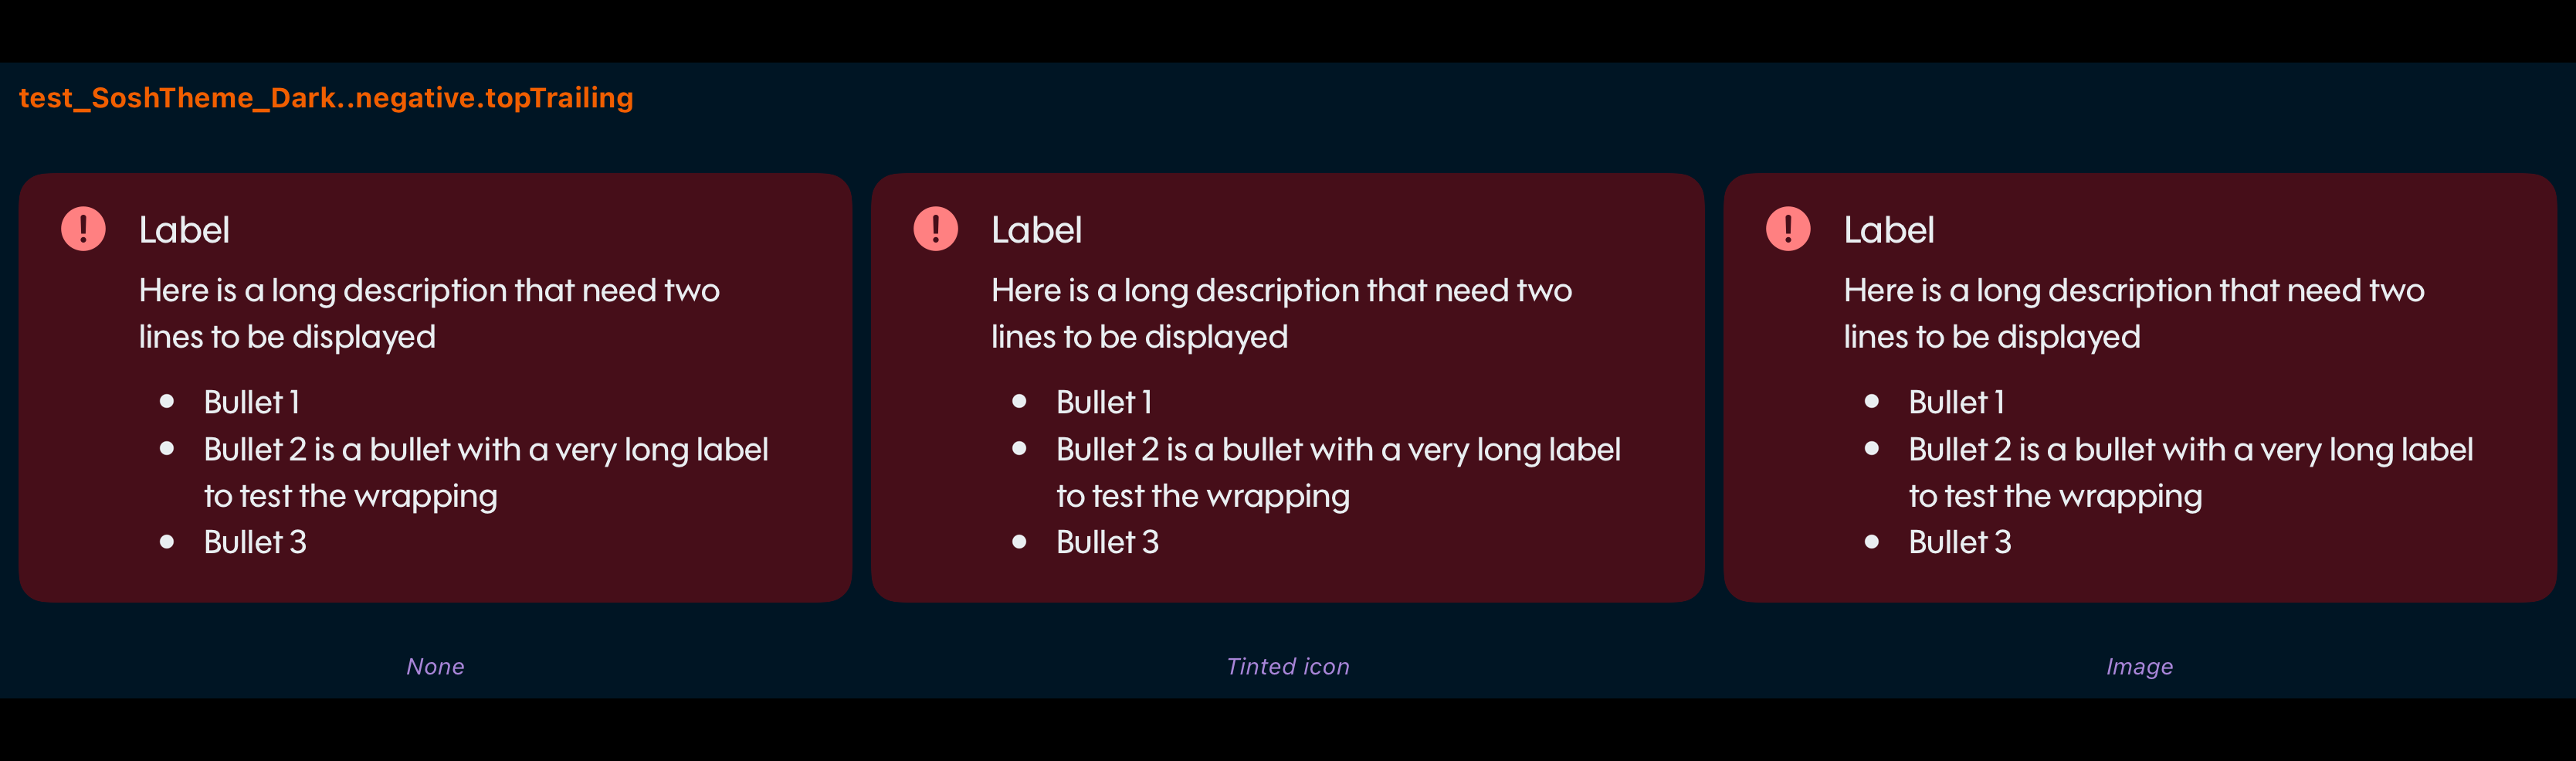 test_SoshTheme_Dark..negative.topTrailing
Label
Here is a long description that need two
lines to be displayed
Bullet 1
Bullet 2 is a bullet with a very long label
to test the wrapping
Bullet 3
None
Label
Here is a long description that need two
lines to be displayed
Bullet 1
Bullet 2 is a bullet with a very long label
to test the wrapping
Bullet 3
Tinted icon
Label
Here is a long description that need two
lines to be displayed
Bullet 1
Bullet 2 is a bullet with a very long label
to test the wrapping
Bullet 3
Image